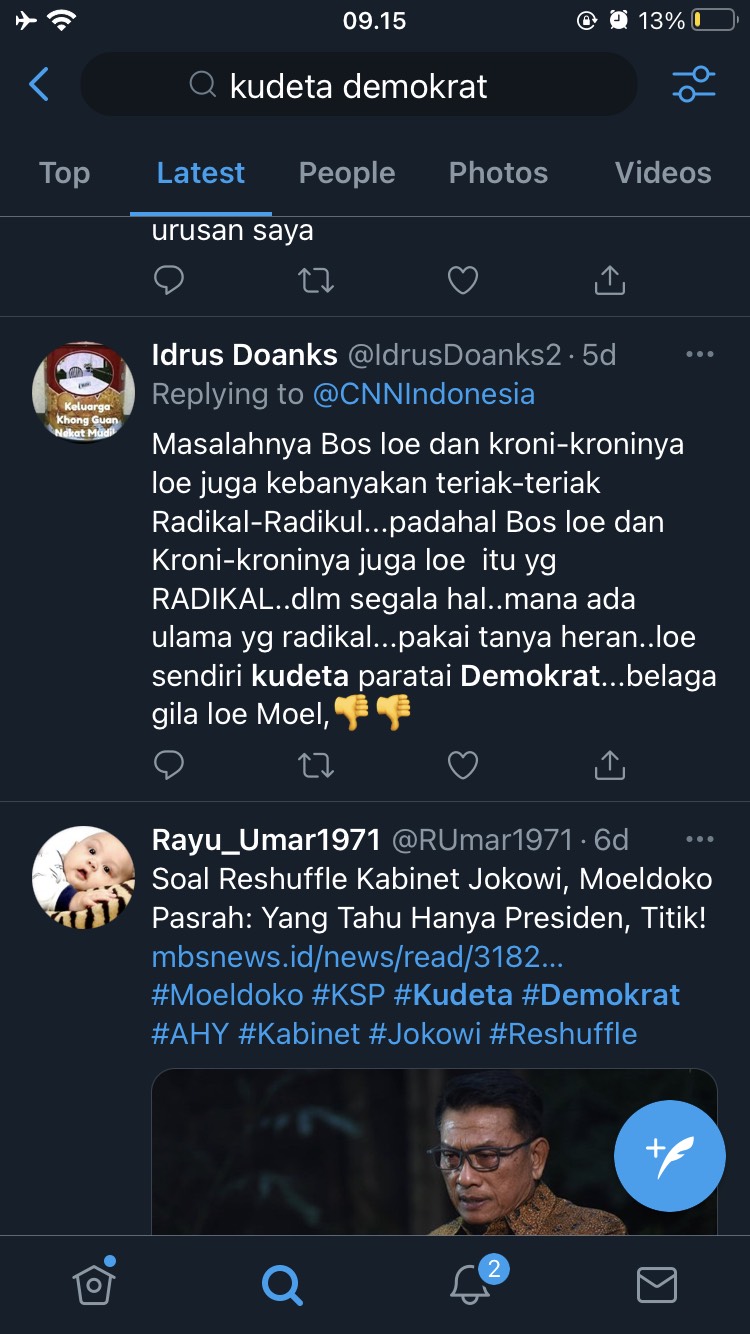 09.15
13%
kudeta demokrat
Top Latest People Photos Videos
urusan saya
Idrus Doanks @IdrusDoanks2 · 5d
Replying to @CNNIndonesia
Masalahnya Bos loe dan kroni-kroninya
loe juga kebanyakan teriak-teriak
Radikal-Radikul...padahal Bos loe dan
Kroni-kroninya juga loe  itu yg
RADIKAL..dlm segala hal..mana ada
ulama yg radikal...pakai tanya heran..loe
sendiri kudeta paratai Demokrat...belaga
gila loe Moel,👎👎
Keluarga
Khong Guan
Nekat Mudik
Rayu_Umar1971 @RUmar1971 · 6d
Soal Reshuffle Kabinet Jokowi, Moeldoko
Pasrah: Yang Tahu Hanya Presiden, Titik!
mbsnews.id/news/read/3182...
#Moeldoko #KSP #Kudeta #Demokrat
#AHY #Kabinet #Jokowi #Reshuffle
2